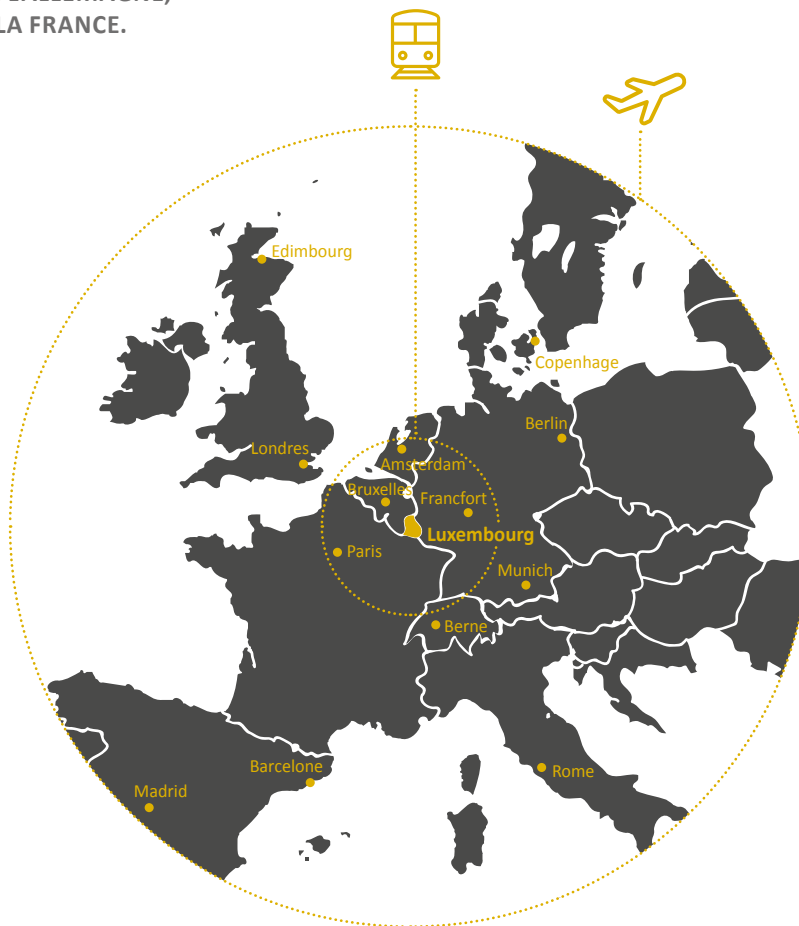 LA FRANCE.
Edimbourg
Copenhage
Berlin
Londres
Amsterdam
Bruxelles
Francfort
Luxembourg
Paris
Munich
Berne
Barcelone
Rome
Madrid